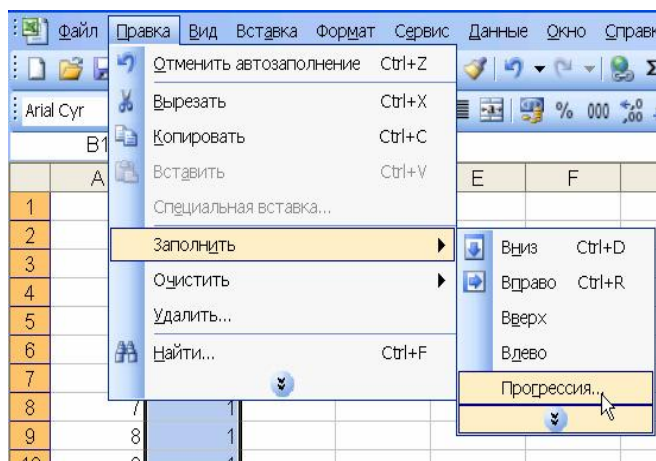 Файл Правка Вид Вставка Формат Сервис Данные Окно Справк
Отменить автозаполнение Ctrl+Z
Arial Cyr
Вырезать Ctrl+X
% 000
B1
Копировать Ctrl+C
A E F
Вставить Ctrl+V
1
Специальная вставка...
2
Заполнить
Вниз Ctrl+D
3
4
Очистить
Вправо Ctrl+R
5
Удалить...
Вверх
6
Найти... Ctrl+F
Влево
7
Прогрессия...
8 7 1
9 8 1